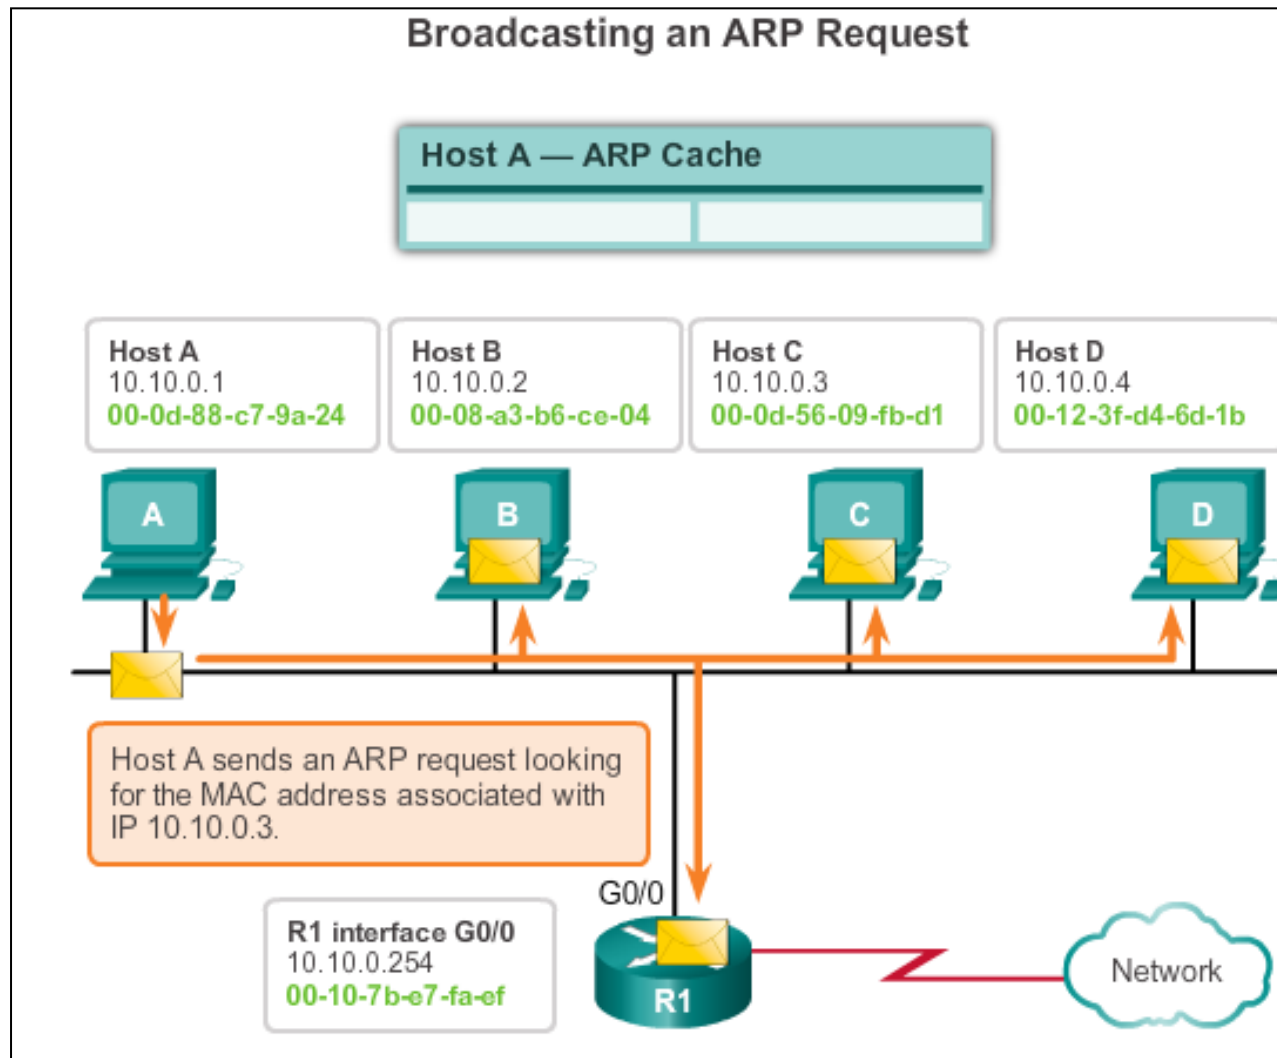 Broadcasting an ARP Request
Host A — ARP Cache
Host A
10.10.0.1
00-0d-88-c7-9a-24
Host B
10.10.0.2
00-08-a3-b6-ce-04
Host C
10.10.0.3
00-0d-56-09-fb-d1
Host D
10.10.0.4
00-12-3f-d4-6d-1b
A
B
C
D
Host A sends an ARP request looking
for the MAC address associated with
IP 10.10.0.3.
G0/0
R1 interface G0/0
10.10.0.254
00-10-7b-e7-fa-ef
R1
Network